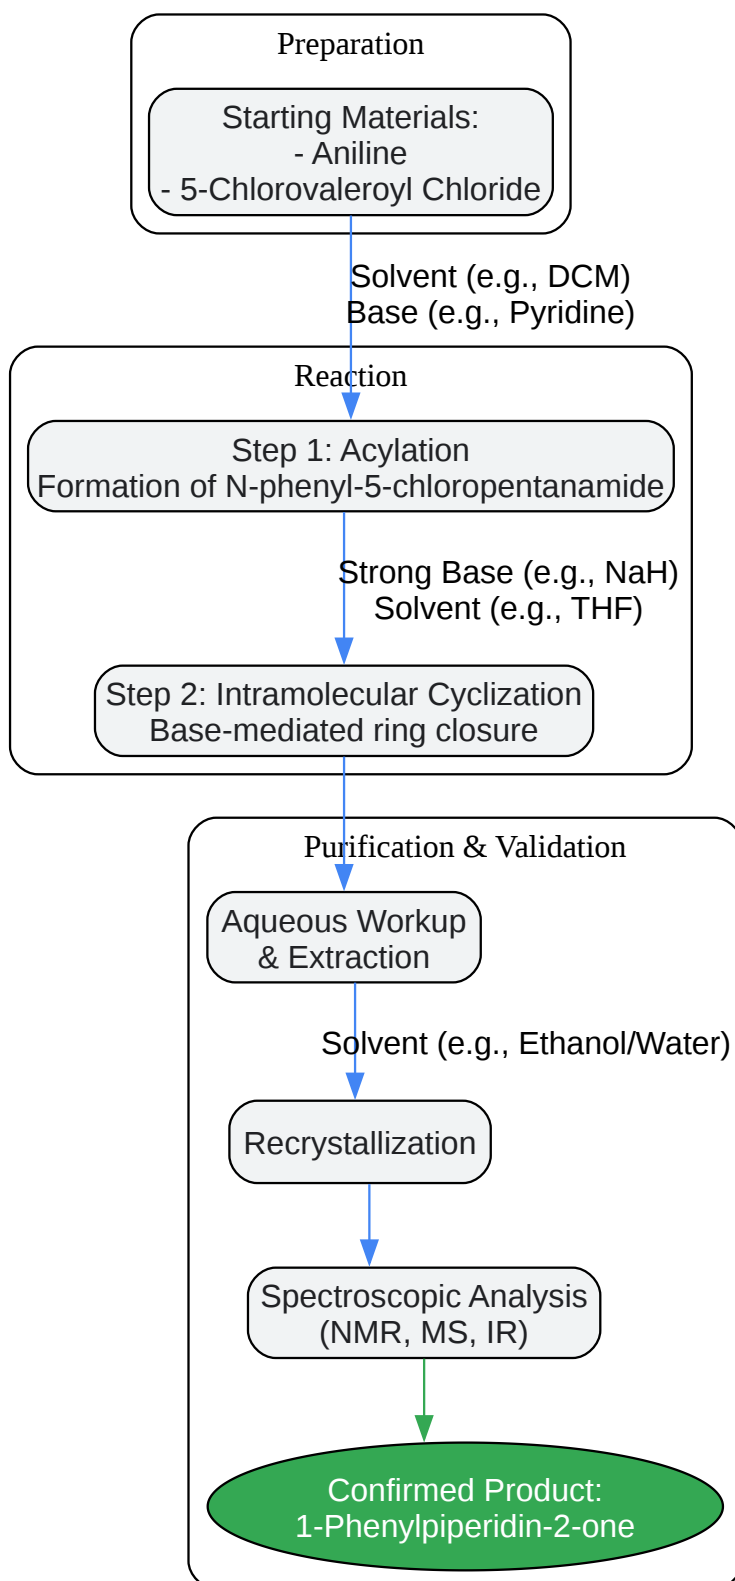 Preparation
Starting Materials:
- Aniline
- 5-Chlorovaleroyl Chloride
Solvent (e.g., DCM)
Base (e.g., Pyridine)
Reaction
Step 1: Acylation
Formation of N-phenyl-5-chloropentanamide
Strong Base (e.g., NaH)
Solvent (e.g., THF)
Step 2: Intramolecular Cyclization
Base-mediated ring closure
Purification & Validation
Aqueous Workup
& Extraction
Solvent (e.g., Ethanol/Water)
Recrystallization
Spectroscopic Analysis
(NMR, MS, IR)
Confirmed Product:
1-Phenylpiperidin-2-one